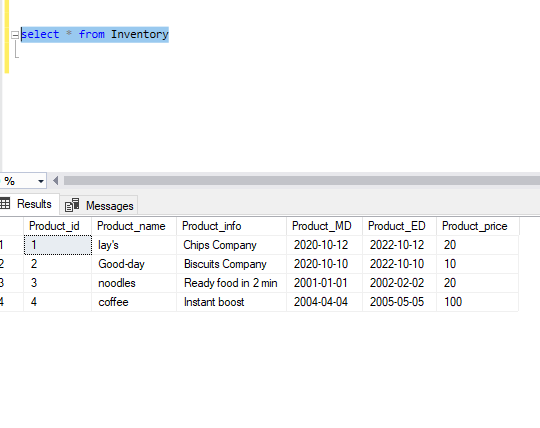 select * from Inventory
%
Results Messages
Product_id Product_name Product_info Product_MD Product_ED Product_price
1 1 lay's Chips Company 2020-10-12 2022-10-12 20
2 2 Good-day Biscuits Company 2020-10-10 2022-10-10 10
3 3 noodles Ready food in 2 min 2001-01-01 2002-02-02 20
4 4 coffee Instant boost 2004-04-04 2005-05-05 100